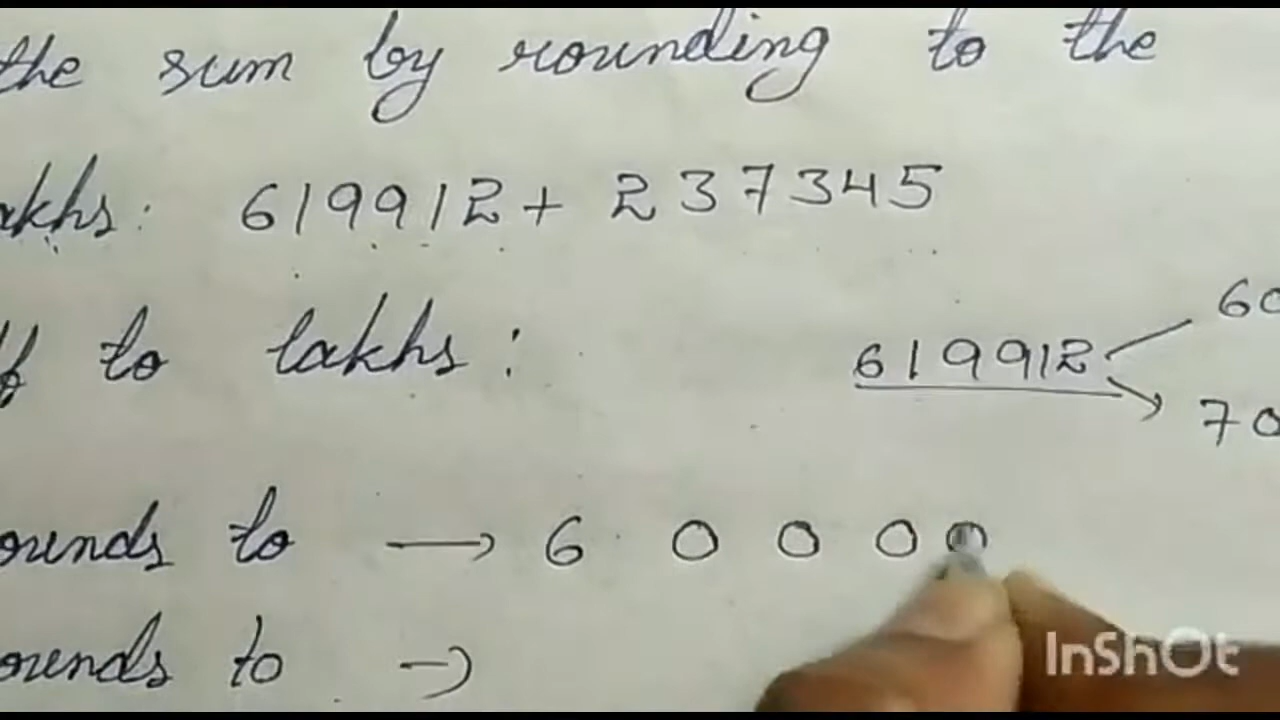 the sum by rounding to the
akhs: 619912 + 237345
ff to lakhs:
619912
60
70
ounds to → 6 0 0 0 0
ounds to →
InShOt